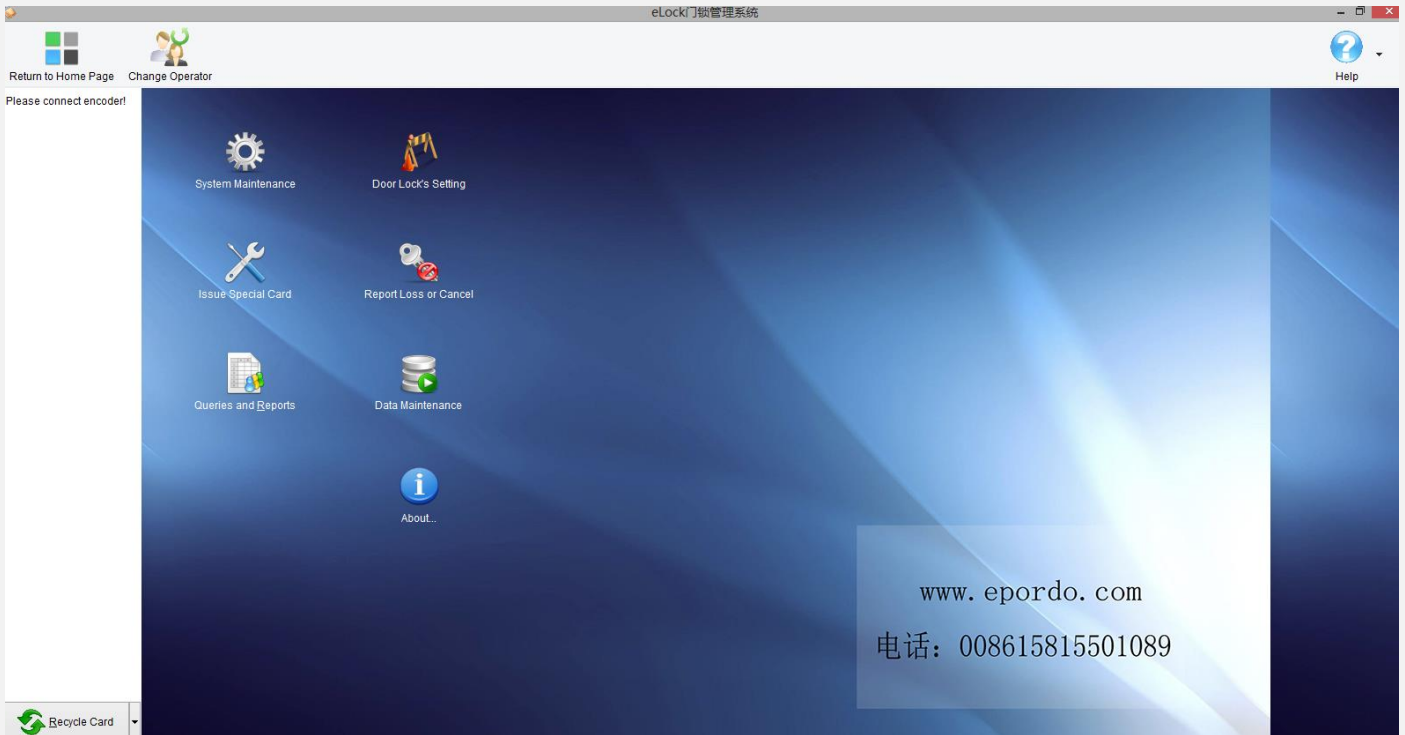 eLock门锁管理系统
Return to Home Page
Change Operator
Help
Please connect encoder!
System Maintenance
Door Lock's Setting
Issue Special Card
Report Loss or Cancel
Queries and Reports
Data Maintenance
About...
www.epordo.com
电话: 008615815501089
Recycle Card